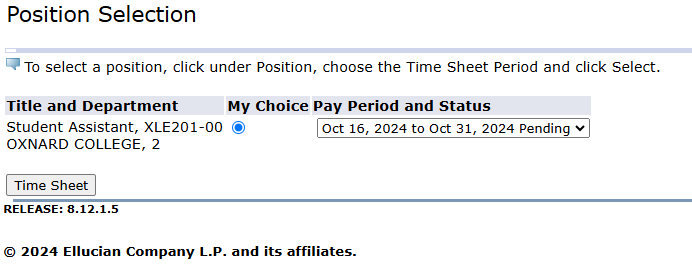 Position Selection
To select a position, click under Position, choose the Time Sheet Period and click Select.
Title and Department My Choice Pay Period and Status
Student Assistant, XLE201-00 Oct 16, 2024 to Oct 31, 2024 Pending
OXNARD COLLEGE, 2
Time Sheet
RELEASE: 8.12.1.5
© 2024 Ellucian Company L.P. and its affiliates.